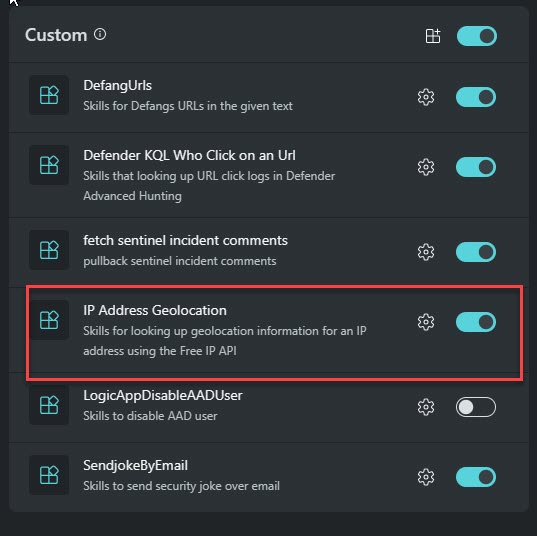 Custom
DefangUrls
Skills for Defangs URLs in the given text
Defender KQL Who Click on an Url
Skills that looking up URL click logs in Defender
Advanced Hunting
fetch sentinel incident comments
pullback sentinel incident comments
IP Address Geolocation
Skills for looking up geolocation information for an IP
address using the Free IP API
LogicAppDisableAADUser
Skills to disable AAD user
SendjokeByEmail
Skills to send security joke over email